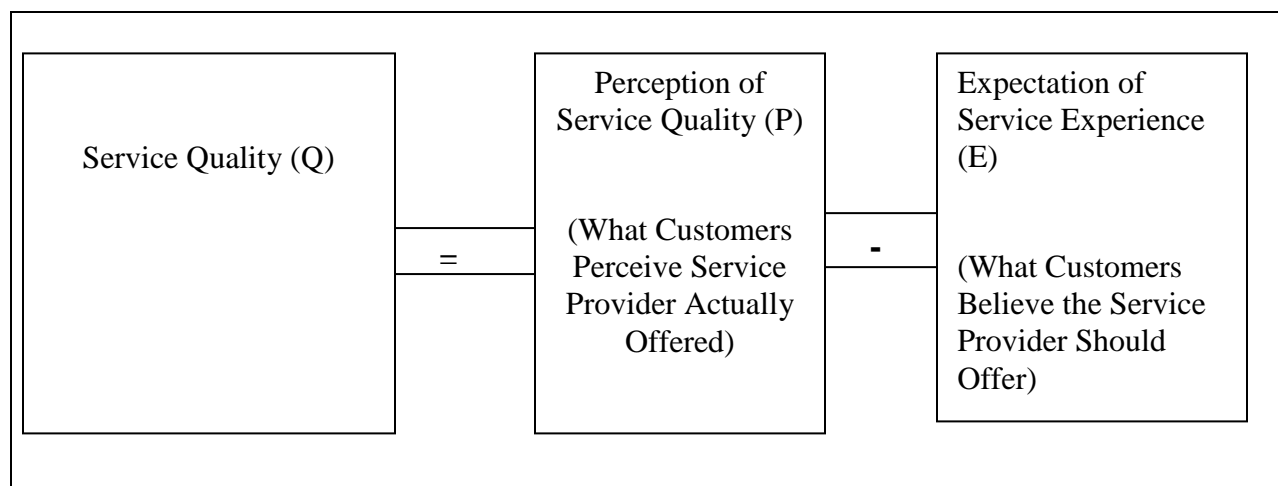 Service Quality (Q)
=
Perception of
Service Quality (P)
(What Customers
Perceive Service
Provider Actually
Offered)
-
Expectation of
Service Experience
(E)
(What Customers
Believe the Service
Provider Should
Offer)